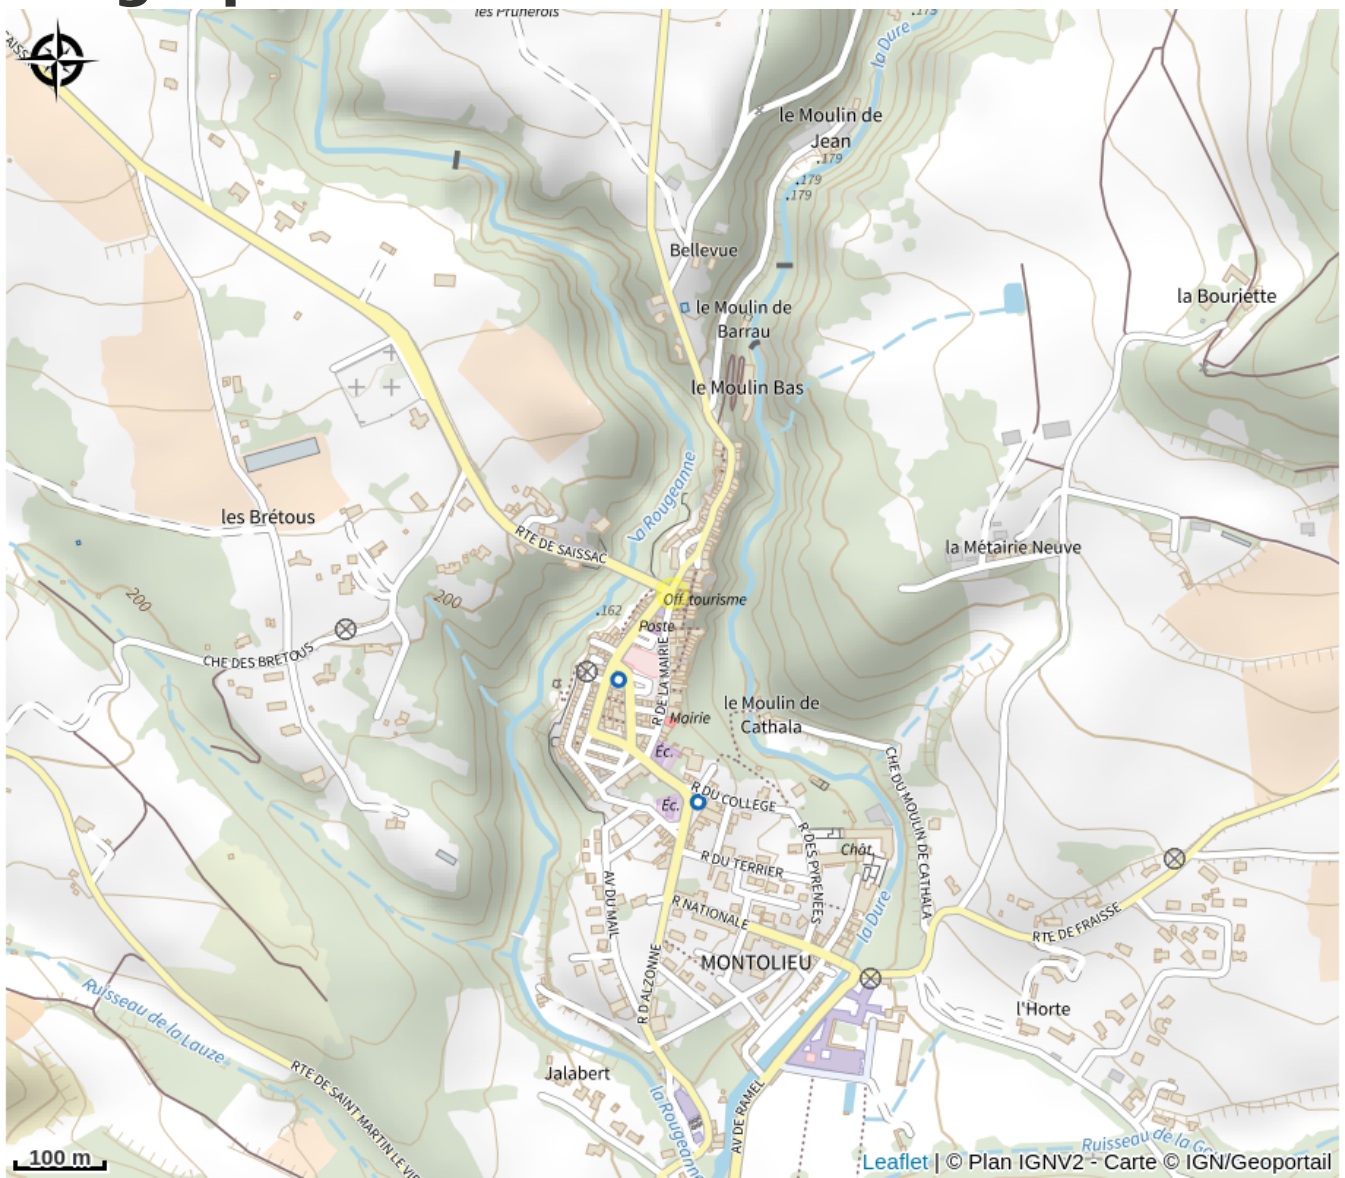 les Prunérols
.175
la Dure
le Moulin de
Jean
.179
.179
.179
Bellevue
la Bouriette
le Moulin de
Barrau
le Moulin Bas
la Rougeanne
les Brétous
RTE DE SAISSAC
la Métairie Neuve
200
200
.162
Off. tourisme
Poste
CHE DES BRETOUS
R DE LA MAIRIE
le Moulin de
Cathala
Mairie
Éc.
CHE DU MOULIN DE CATHALA
R DU COLLEGE
Éc.
R DES PYRENEES
Chât.
R DU TERRIER
AV DU MAIL
R NATIONALE
la Dure
RTE DE FRAISSE
MONTOLIEU
R D'ALZONNE
Ruisseau de la Lauze
l'Horte
RTE DE SAINT MARTIN LE
Jalabert
la Rougeanne
AV DE RAMEL
Ruisseau de la
100 m
Leaflet | © Plan IGNV2 - Carte © IGN/Geoportail